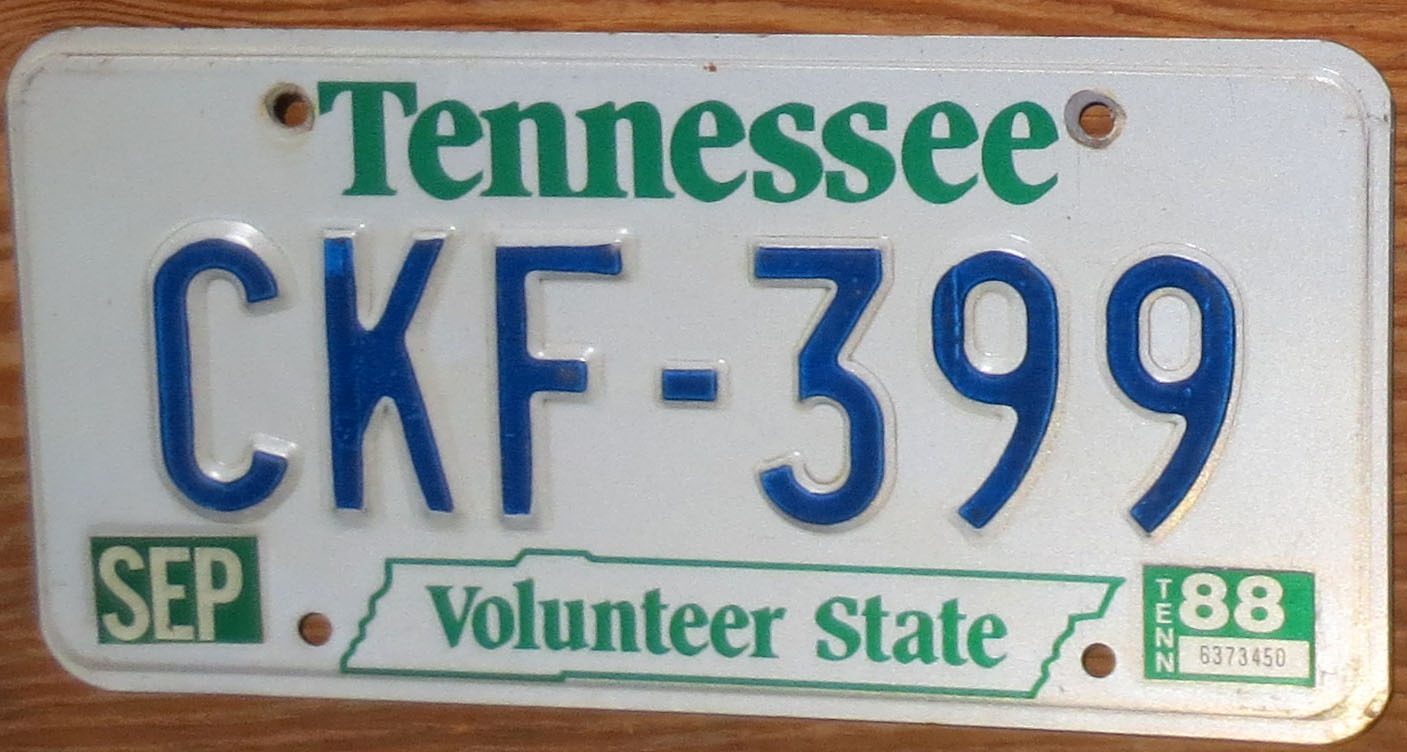 Tennessee
CKF-399
SEP
Volunteer State
TENN
88
6373450